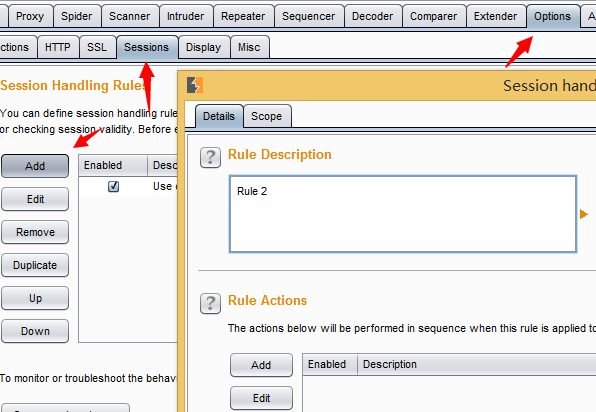 Proxy Spider Scanner Intruder Repeater Sequencer Decoder Comparer Extender Options A
ctions HTTP SSL Sessions Display Misc
Session Handling Rules
You can define session handling rule
or checking session validity. Before e
Add
Edit
Remove
Duplicate
Up
Down
Enabled Desc
Use
To monitor or troubleshoot the behavi
Session hand
Details Scope
? Rule Description
Rule 2
? Rule Actions
The actions below will be performed in sequence when this rule is applied to
Add
Edit
Enabled Description